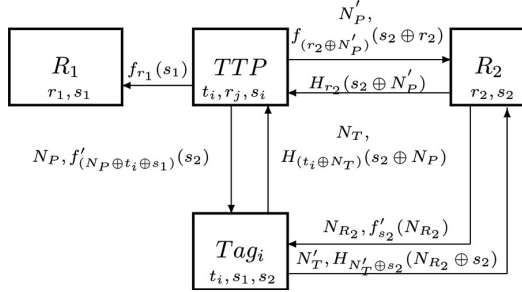 N′_P,
f_(r_2⊕N′_P)(s_2 ⊕ r_2)
R_1
r_1, s_1
f_{r_1}(s_1)
TTP
t_i, r_j, s_i
R_2
r_2, s_2
H_{r_2}(s_2 ⊕ N′_P)
N_T,
N_P, f′_(N_P⊕t_i⊕s_1)(s_2)
H_(t_i⊕N_T)(s_2 ⊕ N_P)
N_{R_2}, f′_{s_2}(N_{R_2})
Tag_i
t_i, s_1, s_2
N′_T, H_{N′_T⊕s_2}(N_{R_2} ⊕ s_2)